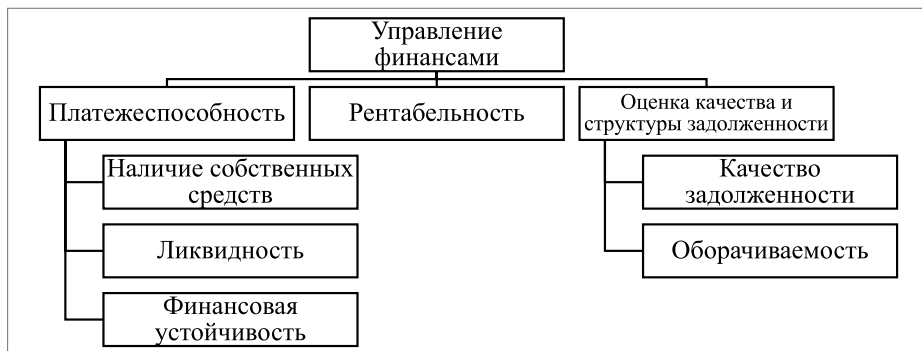 Управление
финансами
Платежеспособность
Рентабельность
Оценка качества и
структуры задолженности
Наличие собственных
средств
Качество
задолженности
Ликвидность
Оборачиваемость
Финансовая
устойчивость